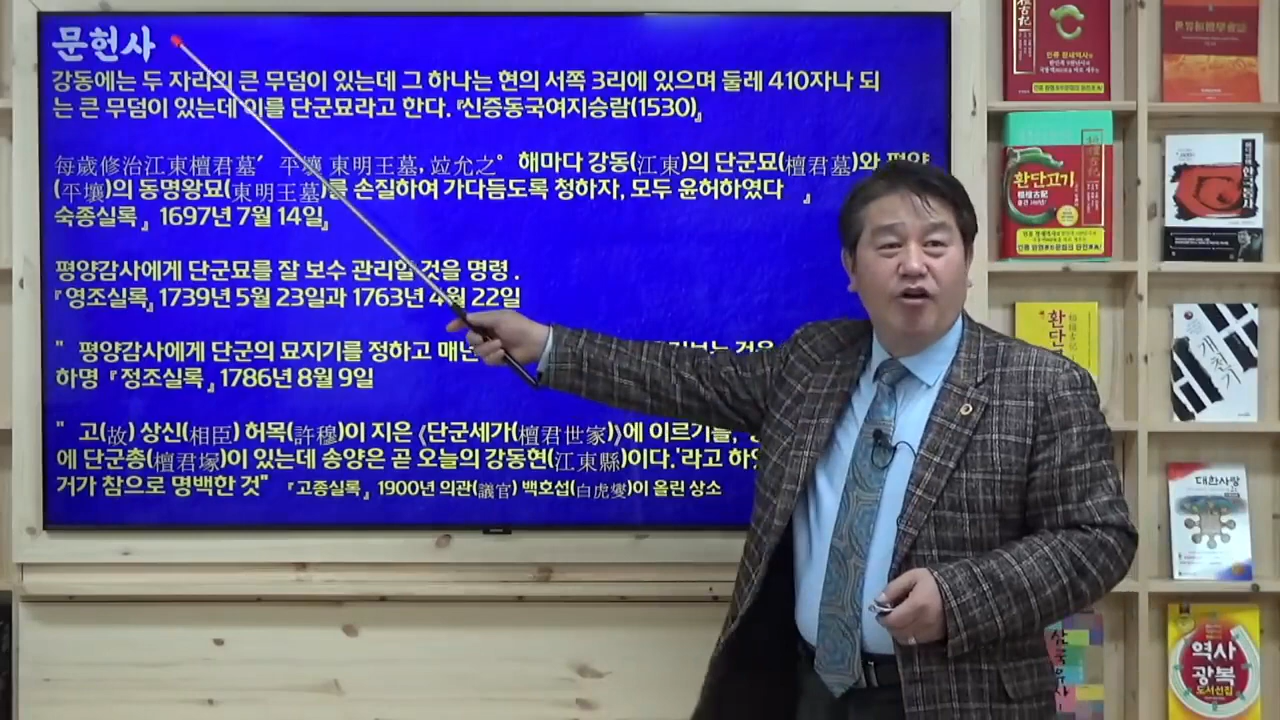 문헌사
강동에는 두 자리의 큰 무덤이 있는데 그 하나는 현의 서쪽 3리에 있으며 둘레 410자나 되
는 큰 무덤이 있는데 이를 단군묘라고 한다. 『신증동국여지승람(1530)』
每歲修治江東檀君墓′ 平壤 東明王墓, 竝允之° 해마다 강동(江東)의 단군묘(檀君墓)와 평양
(平壤)의 동명왕묘(東明王墓)를 손질하여 가다듬도록 청하자, 모두 윤허하였다 』
숙종실록 』 1697년 7월 14일』
평양감사에게 단군묘를 잘 보수 관리할 것을 명령 .
『영조실록』 1739년 5월 23일과 1763년 4월 22일
" 평양감사에게 단군의 묘지기를 정하고 매년
하명 『정조실록』 1786년 8월 9일
" 고(故) 상신(相臣) 허목(許穆)이 지은 《단군세가(檀君世家)》에 이르기를,
에 단군총(檀君塚)이 있는데 송양은 곧 오늘의 강동현(江東縣)이다.'라고 하
거가 참으로 명백한 것" 『고종실록』 1900년 의관(議官) 백호섭(白虎燮)이 올린 상소
환단고기
桓檀古記
개천기
대한사랑
역사
광복
도서선집